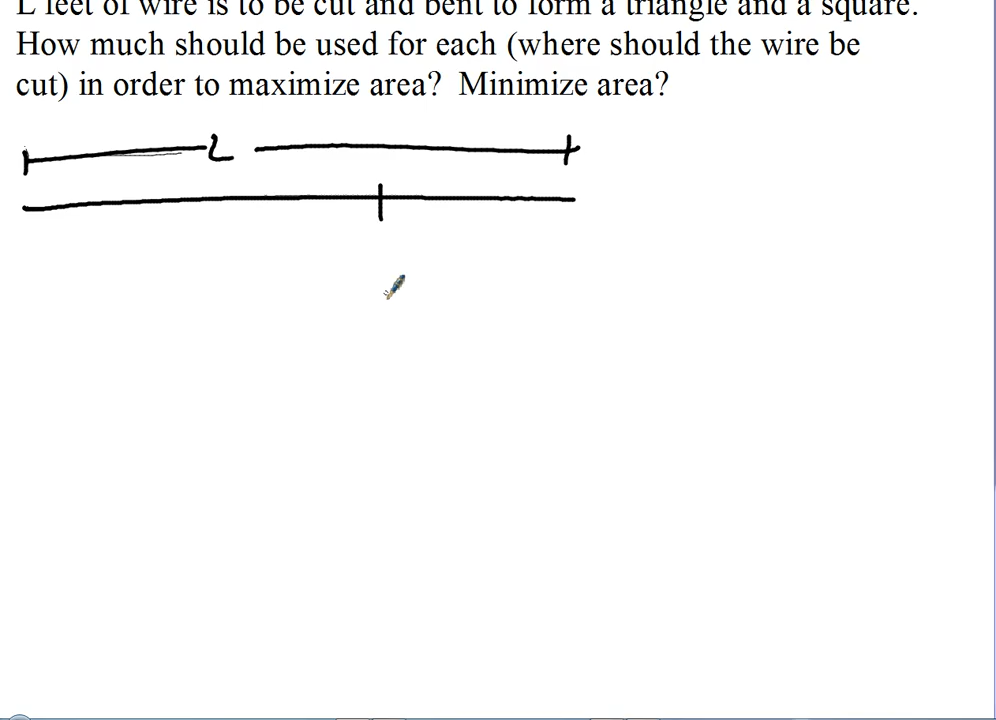 L feet of wire is to be cut and bent to form a triangle and a square.
How much should be used for each (where should the wire be
cut) in order to maximize area? Minimize area?
L